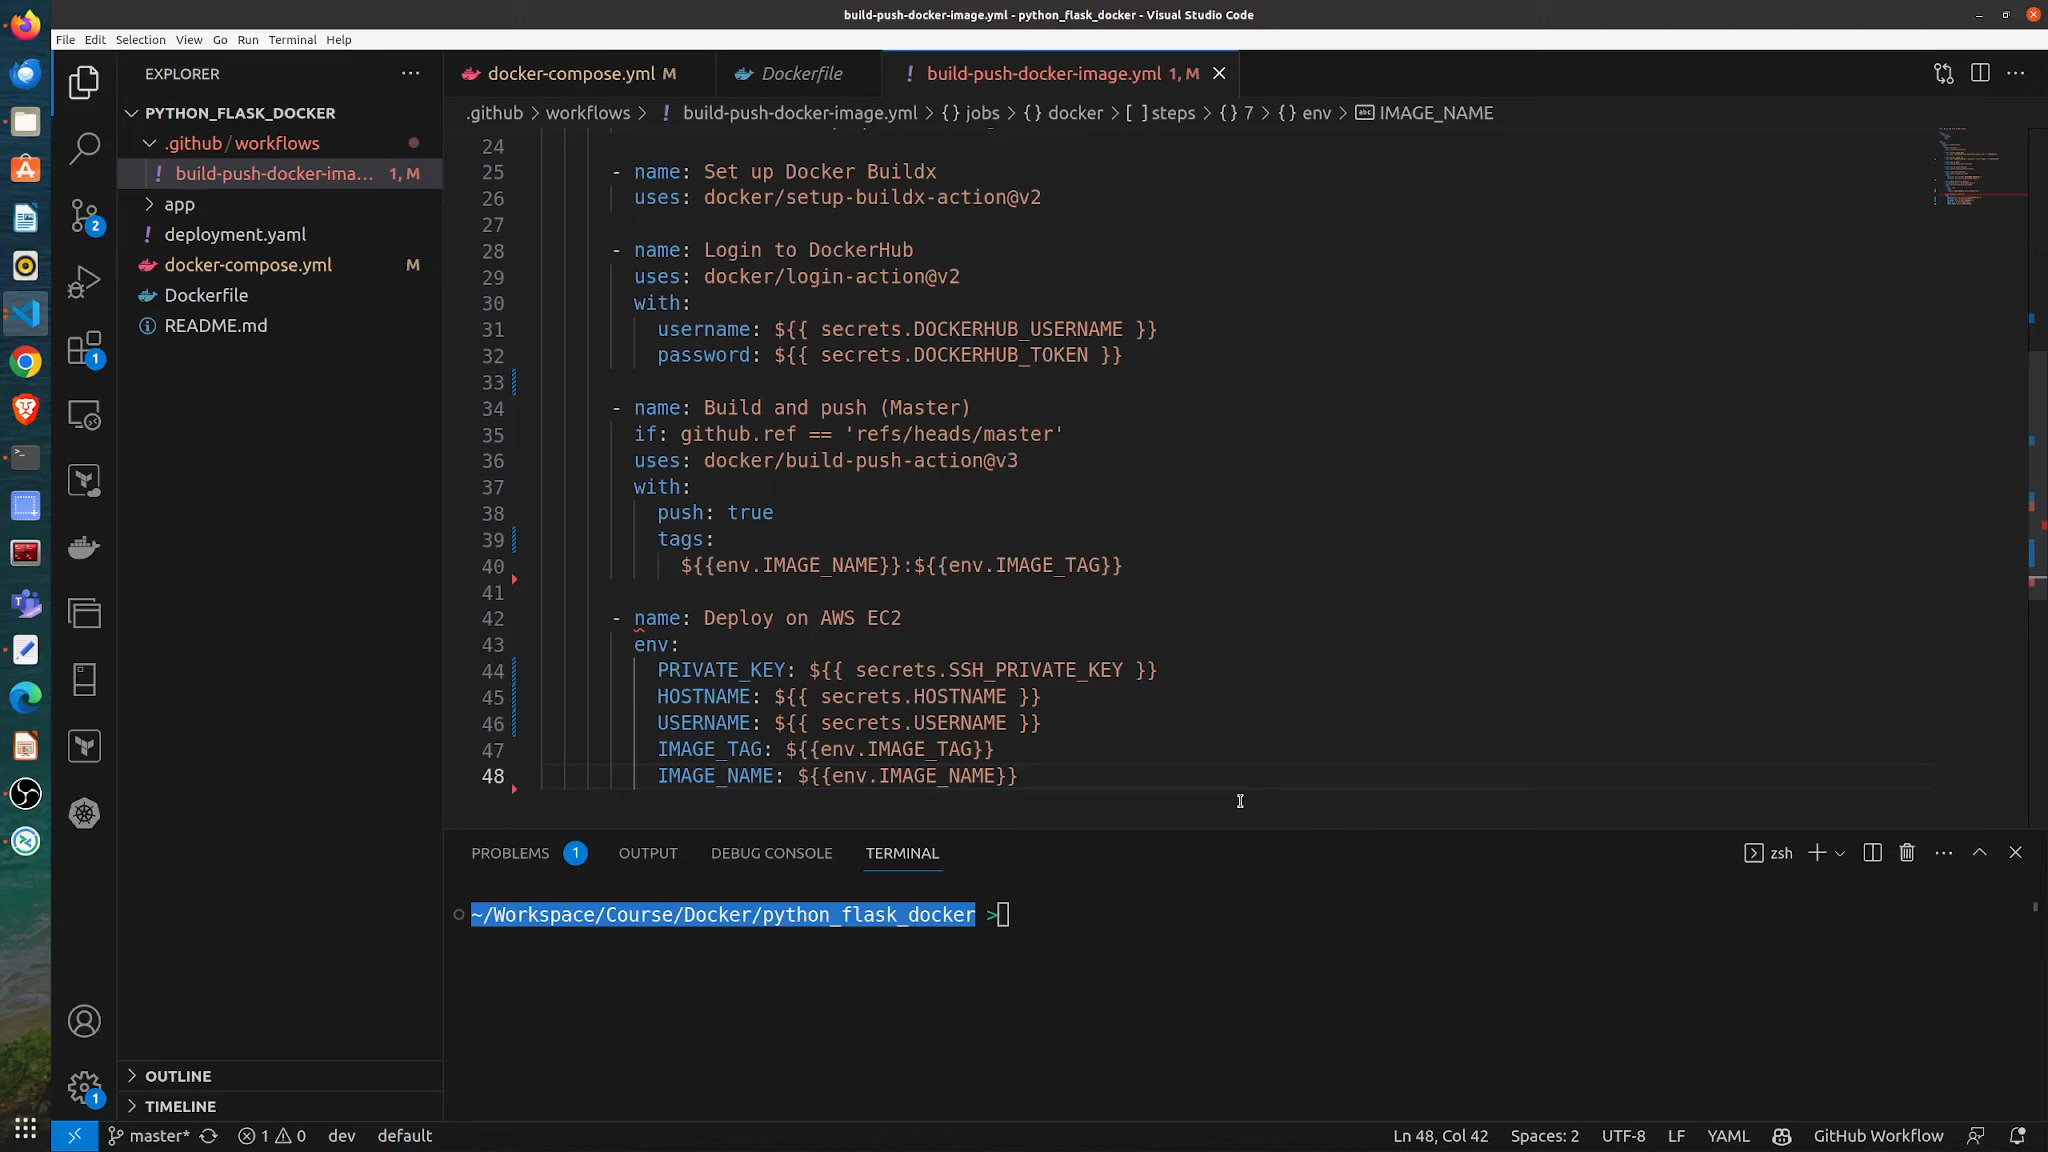 build-push-docker-image.yml - python_flask_docker - Visual Studio Code
File Edit Selection View Go Run Terminal Help
EXPLORER
PYTHON_FLASK_DOCKER
.github / workflows
build-push-docker-ima... 1, M
app
deployment.yaml
docker-compose.yml M
Dockerfile
README.md
OUTLINE
TIMELINE
2
1
1
docker-compose.yml M Dockerfile build-push-docker-image.yml 1, M
.github > workflows > ! build-push-docker-image.yml > {} jobs > {} docker > [ ] steps > {} 7 > {} env > abc IMAGE_NAME
24
25 - name: Set up Docker Buildx
26 uses: docker/setup-buildx-action@v2
27
28 - name: Login to DockerHub
29 uses: docker/login-action@v2
30 with:
31 username: ${{ secrets.DOCKERHUB_USERNAME }}
32 password: ${{ secrets.DOCKERHUB_TOKEN }}
33
34 - name: Build and push (Master)
35 if: github.ref == 'refs/heads/master'
36 uses: docker/build-push-action@v3
37 with:
38 push: true
39 tags:
40 ${{env.IMAGE_NAME}}:${{env.IMAGE_TAG}}
41
42 - name: Deploy on AWS EC2
43 env:
44 PRIVATE_KEY: ${{ secrets.SSH_PRIVATE_KEY }}
45 HOSTNAME: ${{ secrets.HOSTNAME }}
46 USERNAME: ${{ secrets.USERNAME }}
47 IMAGE_TAG: ${{env.IMAGE_TAG}}
48 IMAGE_NAME: ${{env.IMAGE_NAME}}
PROBLEMS 1 OUTPUT DEBUG CONSOLE TERMINAL zsh
~/Workspace/Course/Docker/python_flask_docker >
master* 1 0 dev default Ln 48, Col 42 Spaces: 2 UTF-8 LF YAML GitHub Workflow